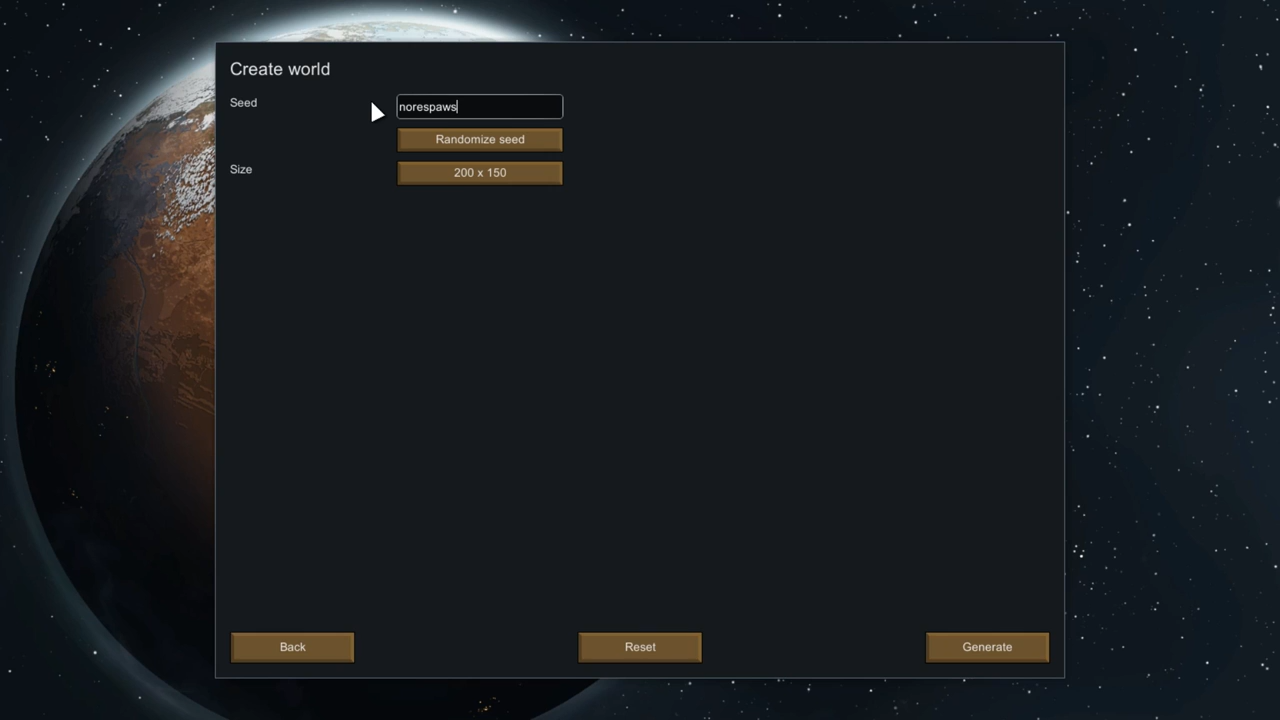 Create world
Seed
norespaws
Randomize seed
Size
200 x 150
Back
Reset
Generate